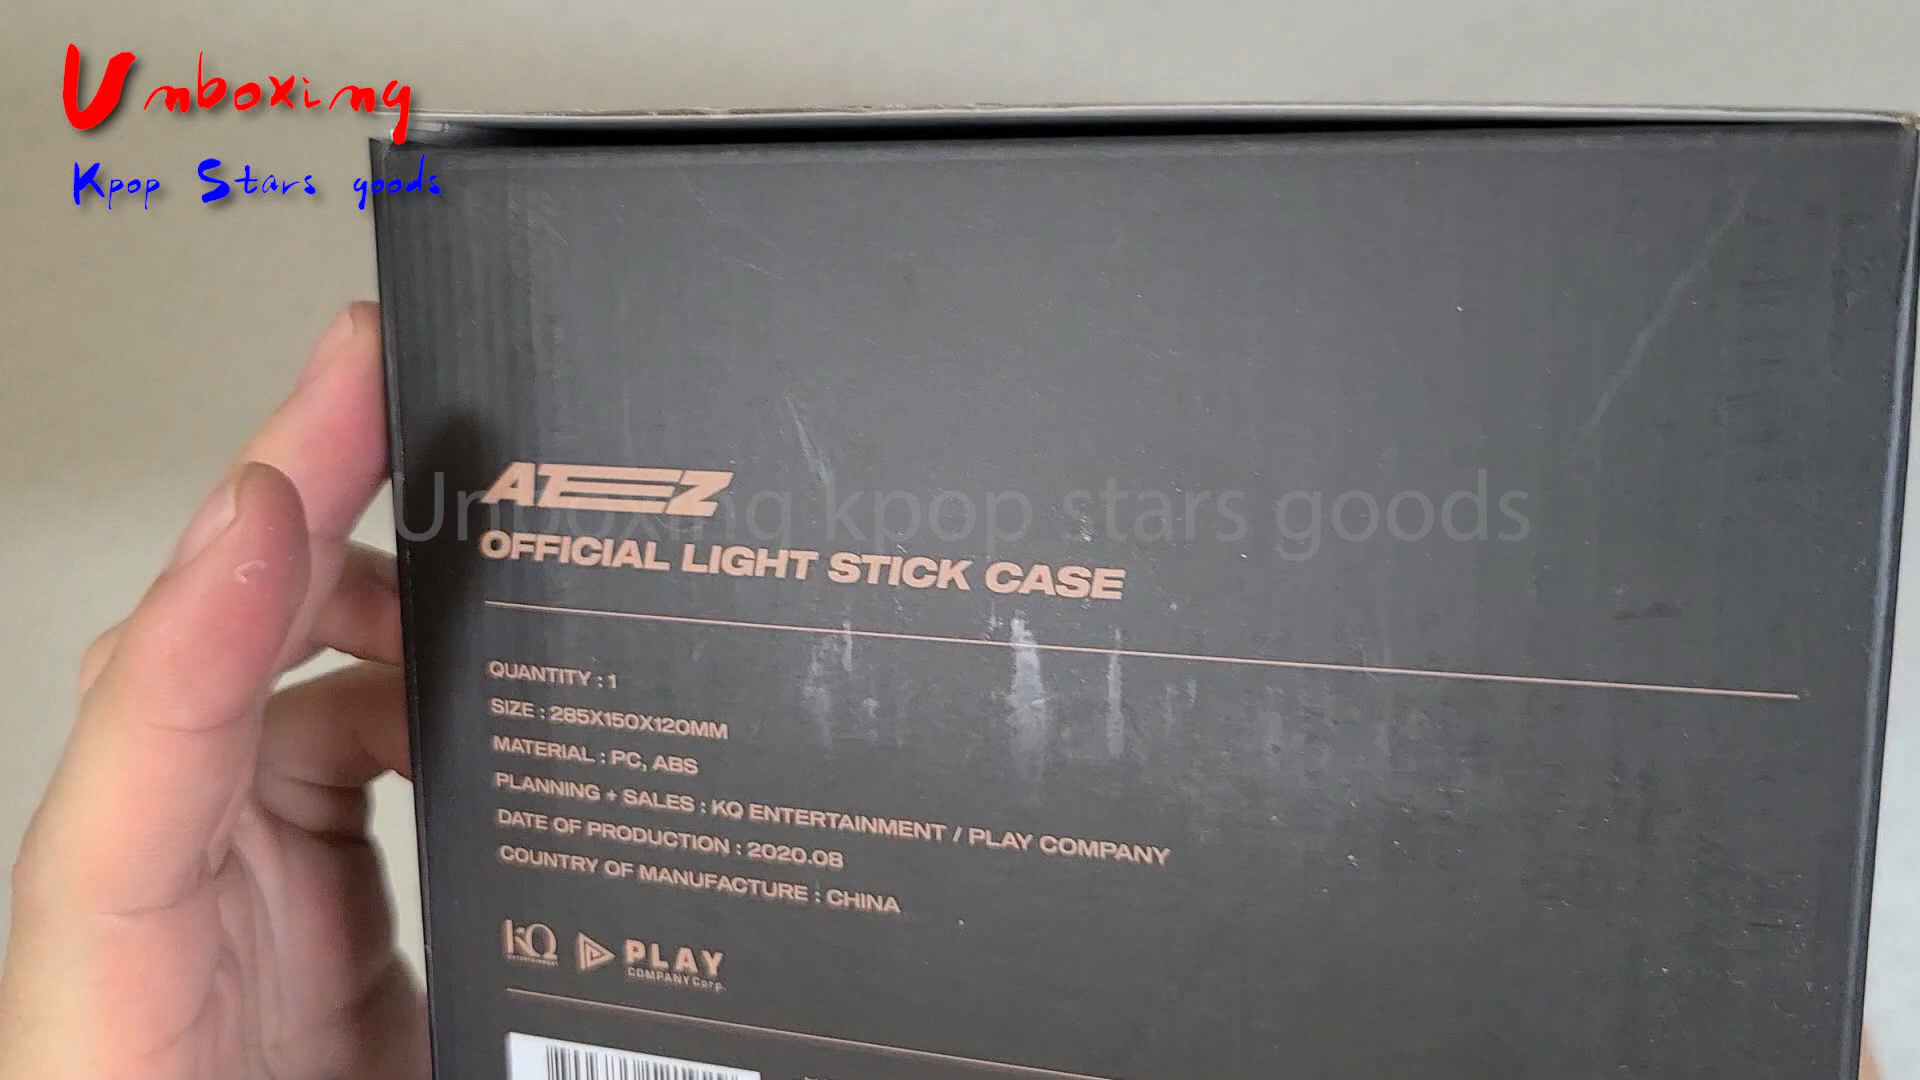 Unboxing
Kpop Stars goods
ATEEZ
Unboxing kpop stars goods
OFFICIAL LIGHT STICK CASE
QUANTITY : 1
SIZE : 285X150X120MM
MATERIAL : PC, ABS
PLANNING + SALES : KQ ENTERTAINMENT / PLAY COMPANY
DATE OF PRODUCTION : 2020.08
COUNTRY OF MANUFACTURE : CHINA
KQ
ENTERTAINMENT
PLAY
COMPANY Corp.